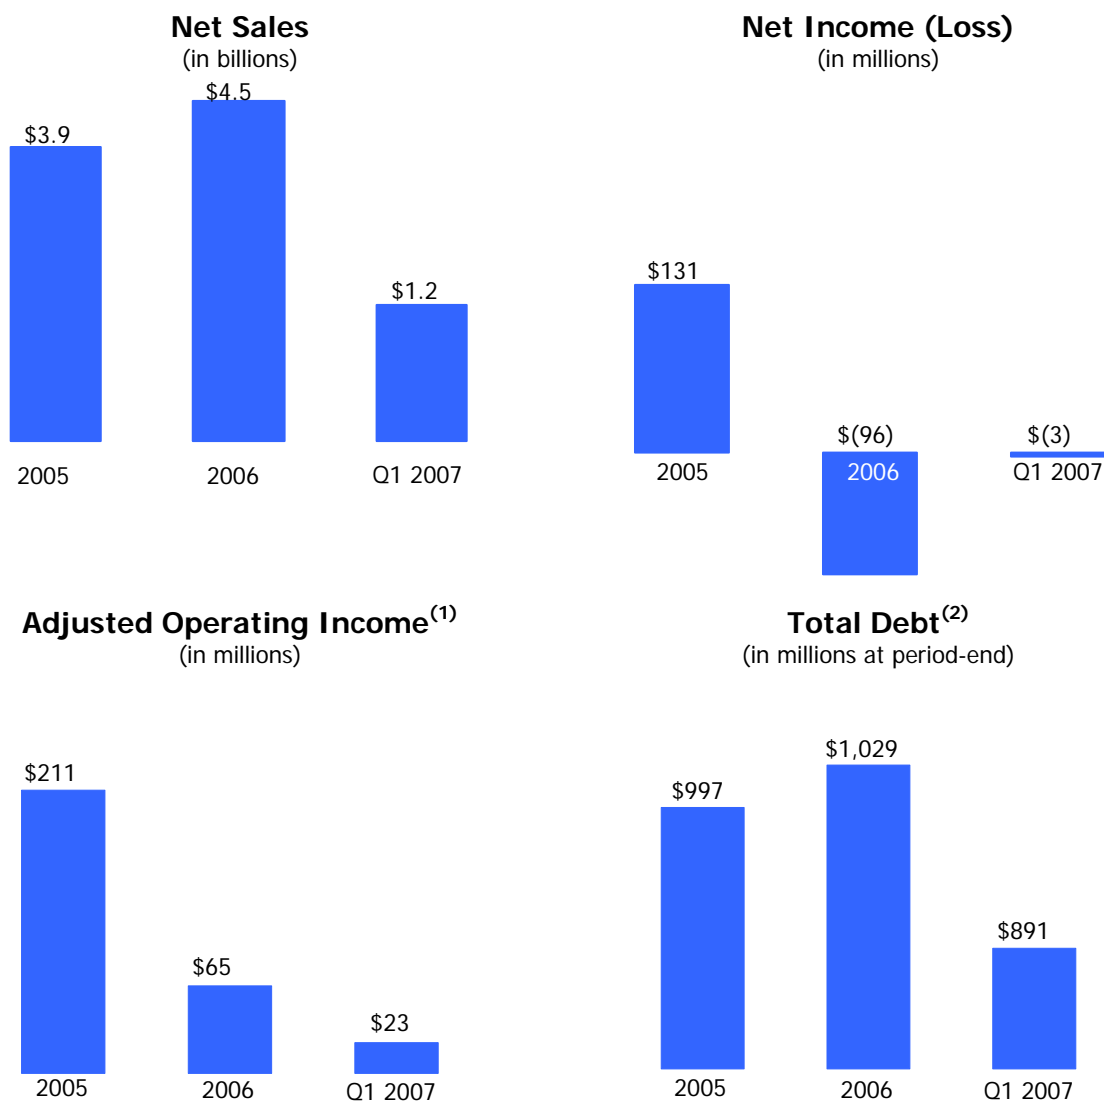 Net Sales
(in billions)
$4.5
$3.9
$1.2
2005
2006
Q1 2007
Net Income (Loss)
(in millions)
$131
$(96)
$(3)
2005
2006
Q1 2007
Adjusted Operating Income(1)
(in millions)
$211
$65
$23
2005
2006
Q1 2007
Total Debt(2)
(in millions at period-end)
$1,029
$997
$891
2005
2006
Q1 2007